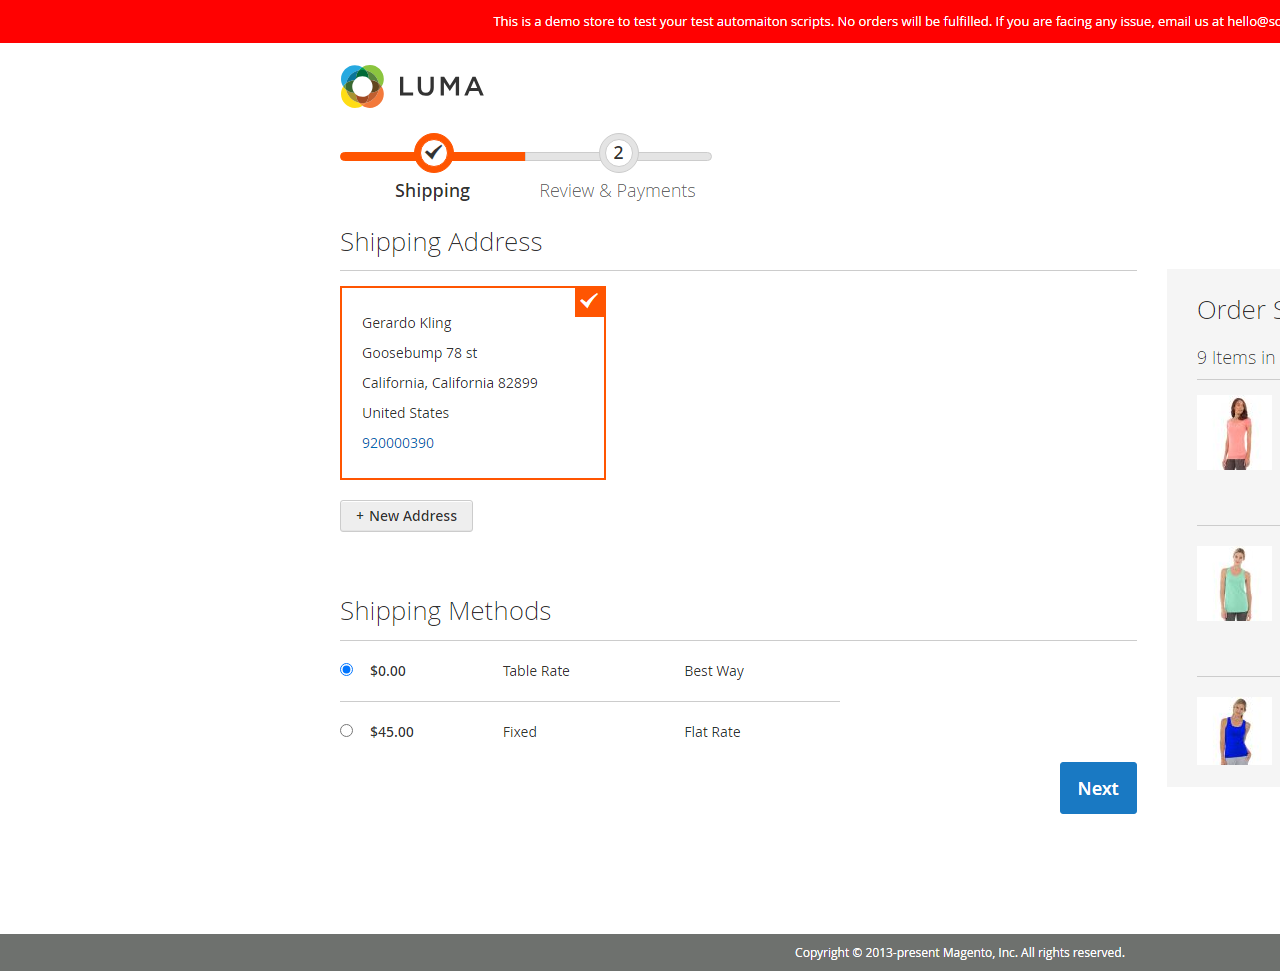 This is a demo store to test your test automaiton scripts. No orders will be fulfilled. If you are facing any issue, email us at hello@so
LUMA
2
Shipping
Review & Payments
Shipping Address
Gerardo Kling
Goosebump 78 st
California, California 82899
United States
920000390
+ New Address
Order S
9 Items in
Shipping Methods
$0.00 Table Rate Best Way
$45.00 Fixed Flat Rate
Next
Copyright © 2013-present Magento, Inc. All rights reserved.